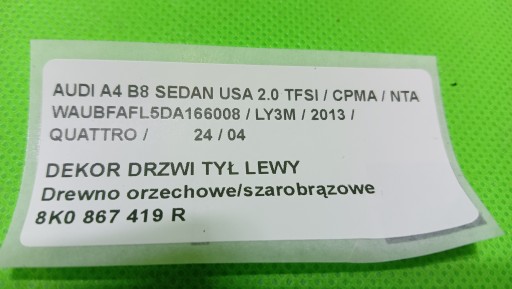 AUDI A4 B8 SEDAN USA 2.0 TFSI / CPMA / NTA
WAUBFAFL5DA166008 / LY3M / 2013 /
QUATTRO / 24 / 04
DEKOR DRZWI TYŁ LEWY
Drewno orzechowe/szarobrązowe
8K0 867 419 R